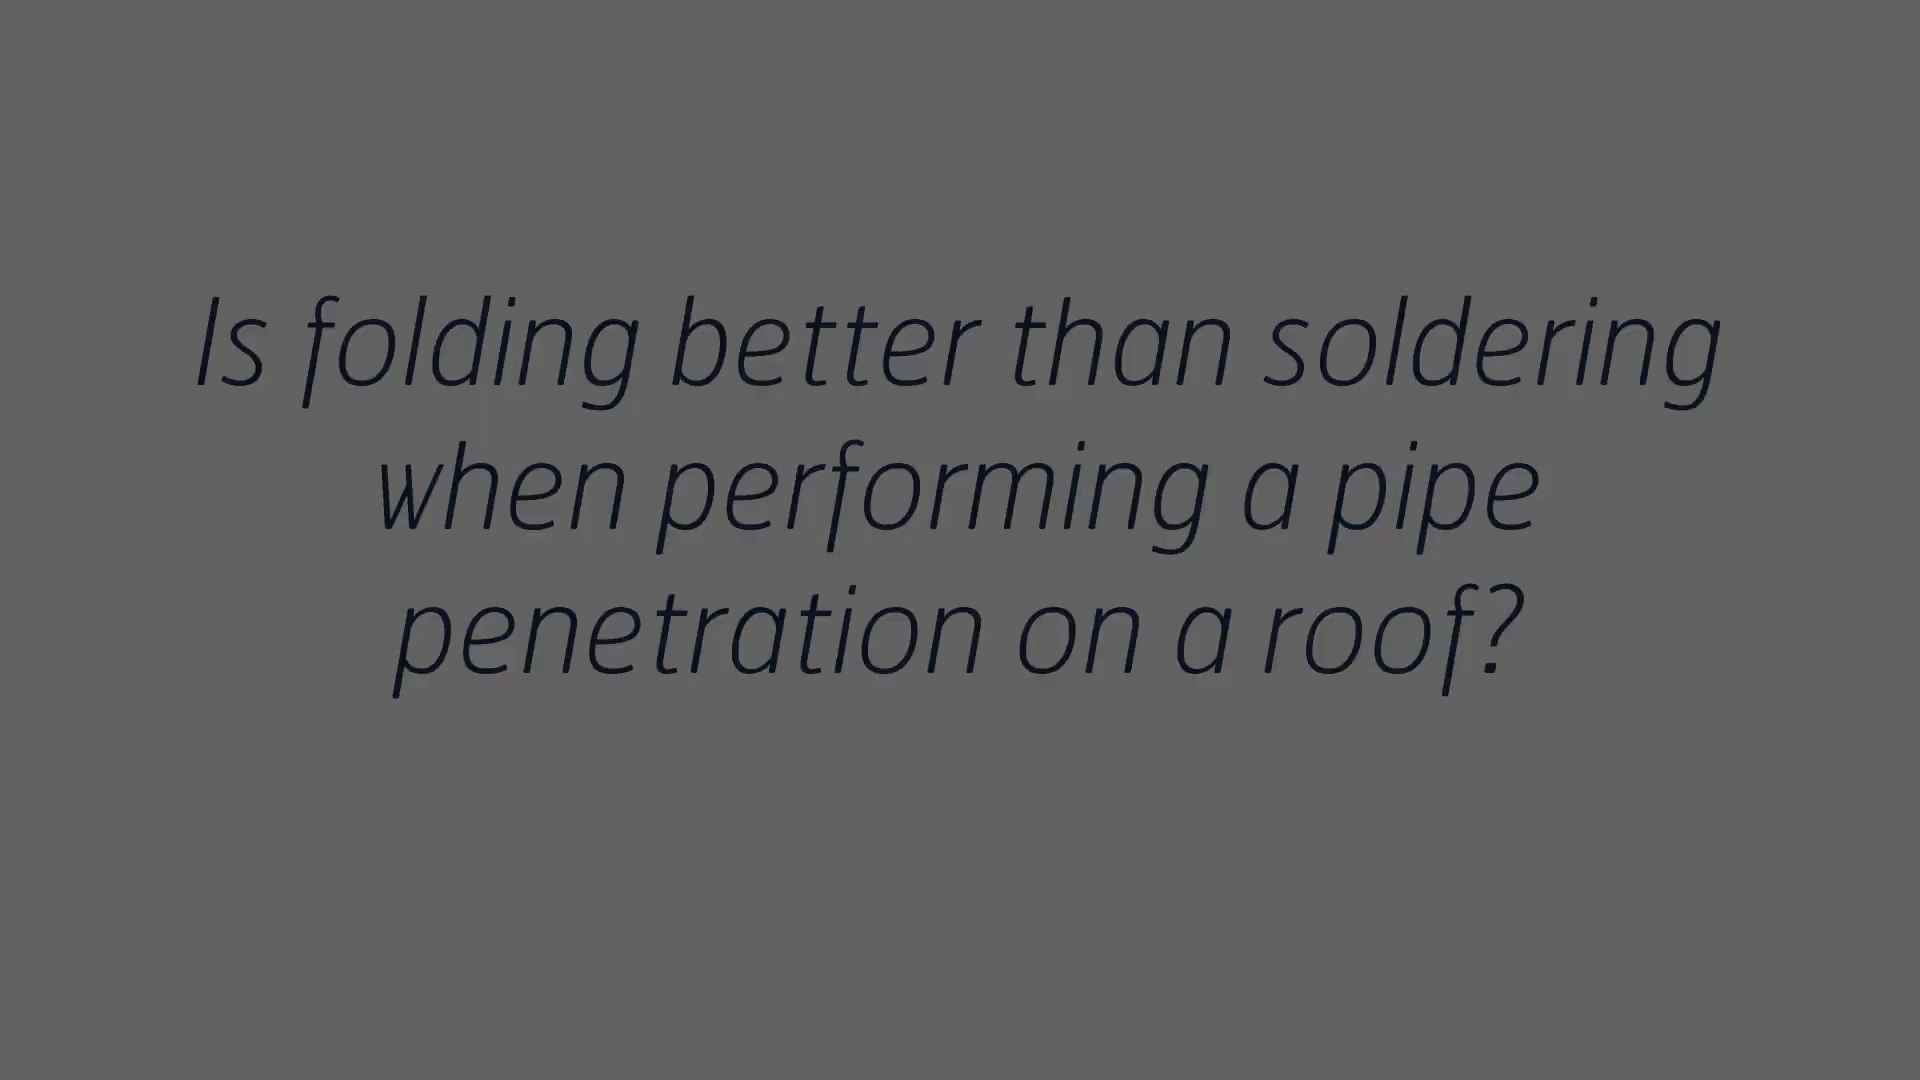 Is folding better than soldering
when performing a pipe
penetration on a roof?